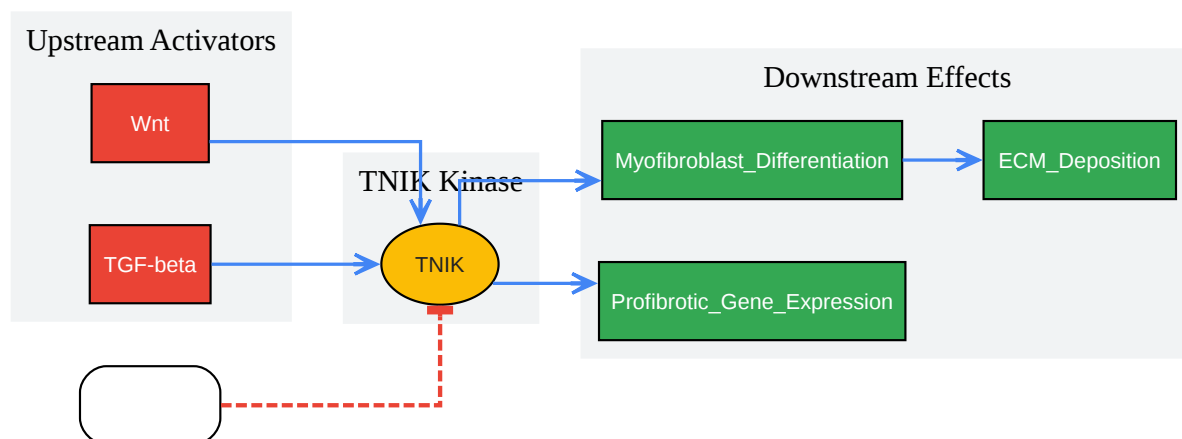 Upstream Activators
Wnt
TGF-beta
TNIK Kinase
TNIK
Downstream Effects
Myofibroblast_Differentiation
ECM_Deposition
Profibrotic_Gene_Expression